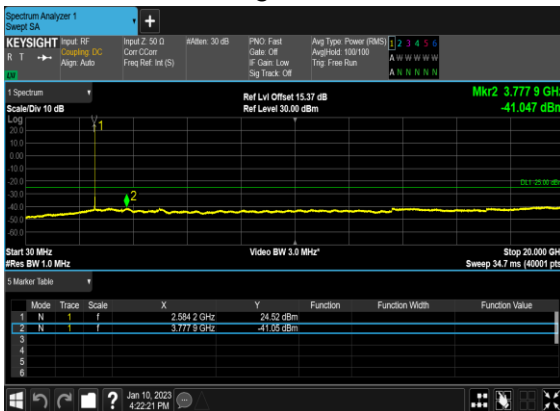 Spectrum Analyzer 1
Swept SA
KEYSIGHT Input: RF Input Z: 50 Ω #Atten: 30 dB PNO: Fast Avg Type: Power (RMS) 1 2 3 4 5 6
R T Coupling: DC Corr CCorr Gate: Off Avg|Hold: 100/100 A W W W W W
Align: Auto Freq Ref: Int (S) IF Gain: Low Trig: Free Run
Sig Track: Off A N N N N N
LV
1 Spectrum
Ref Lvl Offset 15.37 dB Mkr2 3.777 9 GHz
Scale/Div 10 dB Ref Level 30.00 dBm -41.047 dBm
Log
20.0 1
10.0
0.00
-10.0
-20.0 DL1 -25.00 dBm
-30.0
-40.0 2
-50.0
-60.0
Start 30 MHz Video BW 3.0 MHz* Stop 20.000 GH
#Res BW 1.0 MHz Sweep 34.7 ms (40001 pts
5 Marker Table
Mode Trace Scale X Y Function Function Width Function Value
1 N 1 f 2.584 2 GHz 24.52 dBm
2 N 1 f 3.777 9 GHz -41.05 dBm
3
4
5
6
Jan 10, 2023
4:22:21 PM